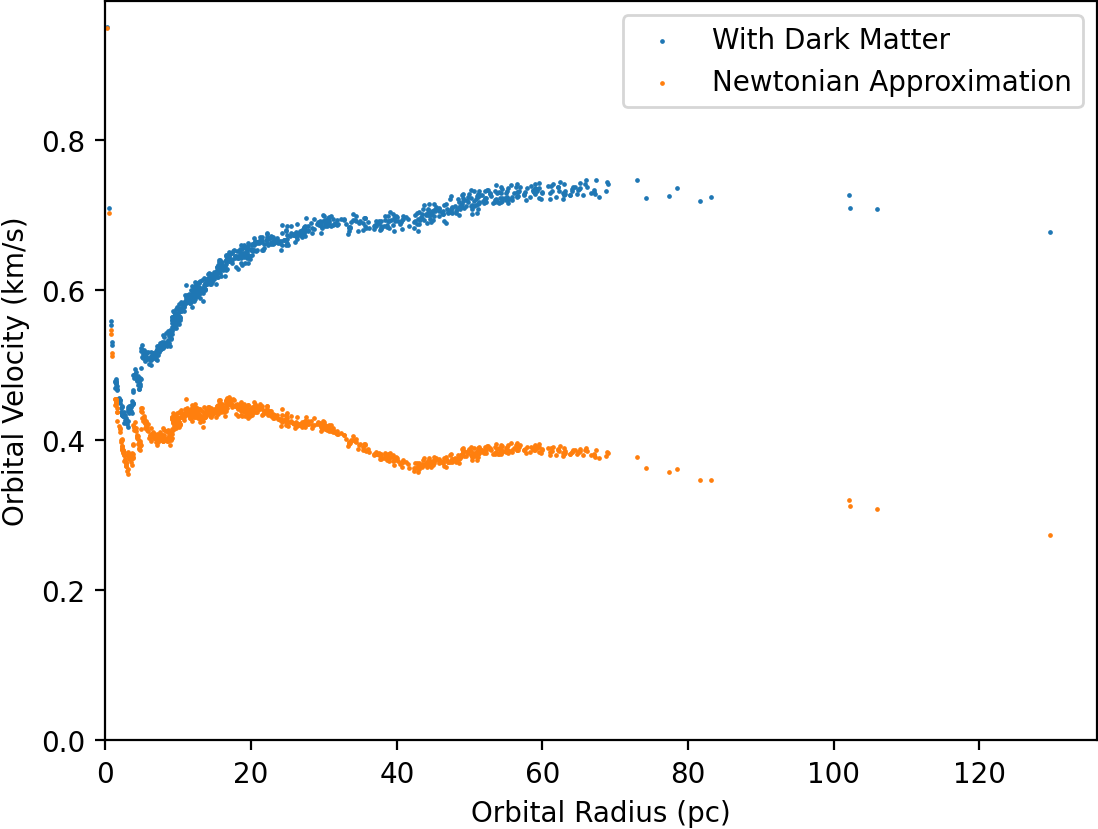 With Dark Matter
Newtonian Approximation
Orbital Velocity (km/s)
0.8
0.6
0.4
0.2
0.0
0 20 40 60 80 100 120
Orbital Radius (pc)